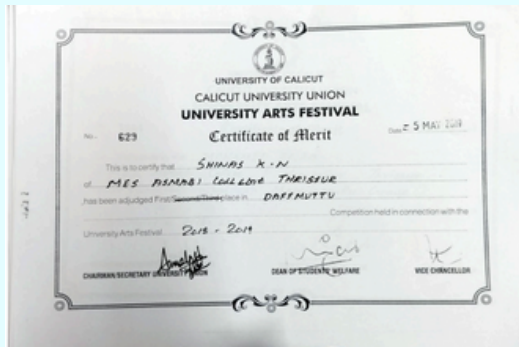 UNIVERSITY OF CALICUT
CALICUT UNIVERSITY UNION
UNIVERSITY ARTS FESTIVAL
No. 629 Certificate of Merit Date 5 MAY 2019
This is to certify that SHINAS K.N
of MES ASMABI COLLEGE THRISSUR
has been adjudged First/Second/Third place in DAFFMUTTU
Competition held in connection with the
University Arts Festival 2018 - 2019
CHAIRMAN/SECRETARY UNIVERSITY UNION DEAN OF STUDENTS' WELFARE VICE CHANCELLOR